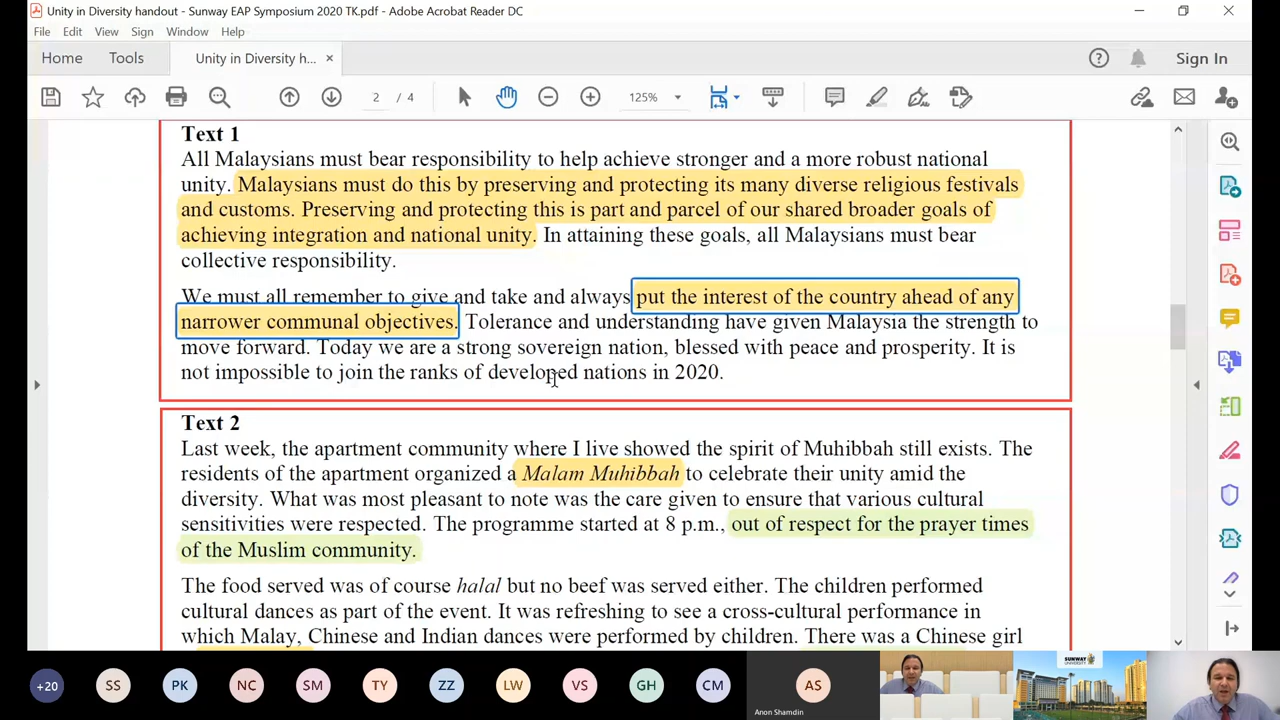 Unity in Diversity handout - Sunway EAP Symposium 2020 TK.pdf - Adobe Acrobat Reader DC
File Edit View Sign Window Help
Home Tools Unity in Diversity h... × Sign In
2 / 4 125%
Text 1
All Malaysians must bear responsibility to help achieve stronger and a more robust national
unity. Malaysians must do this by preserving and protecting its many diverse religious festivals
and customs. Preserving and protecting this is part and parcel of our shared broader goals of
achieving integration and national unity. In attaining these goals, all Malaysians must bear
collective responsibility.
We must all remember to give and take and always put the interest of the country ahead of any
narrower communal objectives. Tolerance and understanding have given Malaysia the strength to
move forward. Today we are a strong sovereign nation, blessed with peace and prosperity. It is
not impossible to join the ranks of developed nations in 2020.
Text 2
Last week, the apartment community where I live showed the spirit of Muhibbah still exists. The
residents of the apartment organized a Malam Muhibbah to celebrate their unity amid the
diversity. What was most pleasant to note was the care given to ensure that various cultural
sensitivities were respected. The programme started at 8 p.m., out of respect for the prayer times
of the Muslim community.
The food served was of course halal but no beef was served either. The children performed
cultural dances as part of the event. It was refreshing to see a cross-cultural performance in
which Malay, Chinese and Indian dances were performed by children. There was a Chinese girl
+20 SS PK NC SM TY ZZ LW VS GH CM AS
Anon Shamdin
SUNWAY
UNIVERSITY